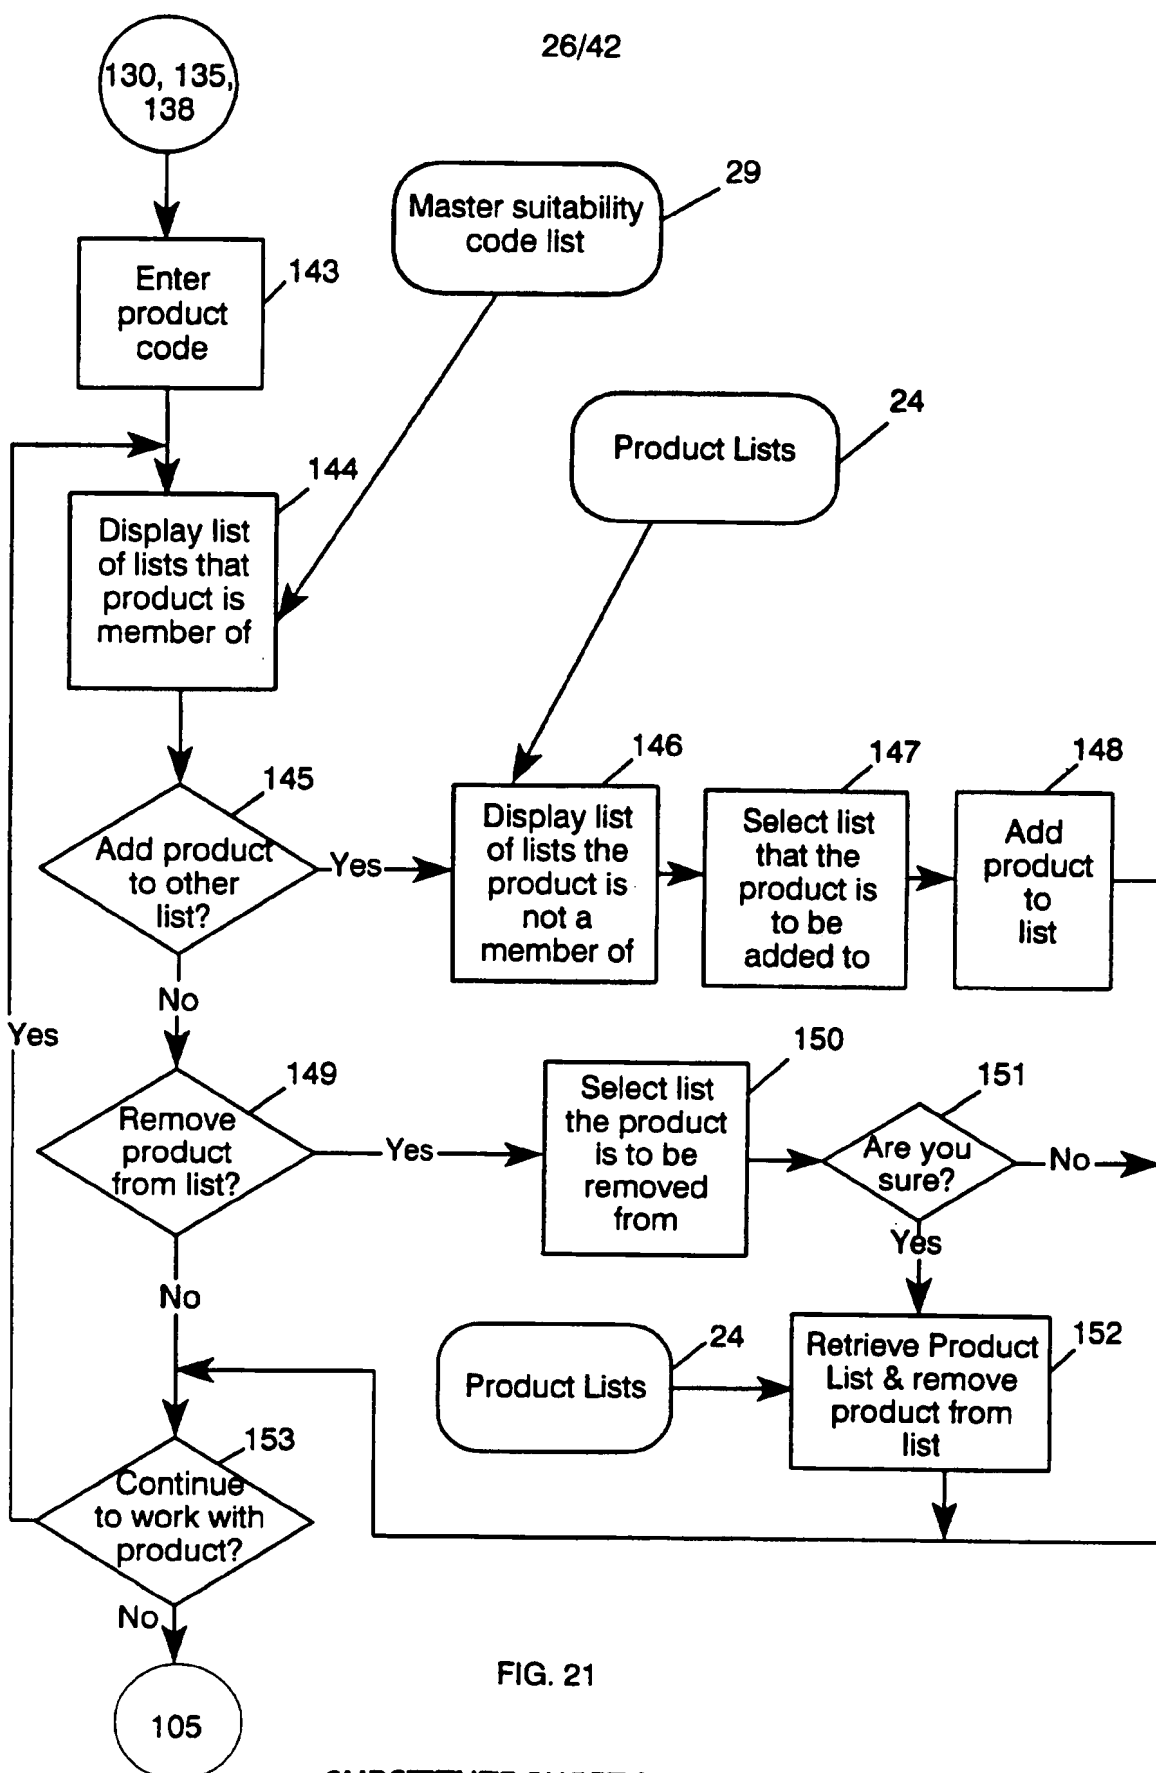 26/42
130, 135,
138
Master suitability
code list
29
Enter
product
code
143
Product Lists
24
144
Display list
of lists that
product is
member of
145
Add product
to other
list?
Yes
146
Display list
of lists the
product is
not a
member of
147
Select list
that the
product is
to be
added to
148
Add
product
to
list
No
Yes
149
Remove
product
from list?
Yes
150
Select list
the product
is to be
removed
from
151
Are you
sure?
No
Yes
No
Product Lists
24
Retrieve Product
List & remove
product from
list
152
153
Continue
to work with
product?
No
105
FIG. 21